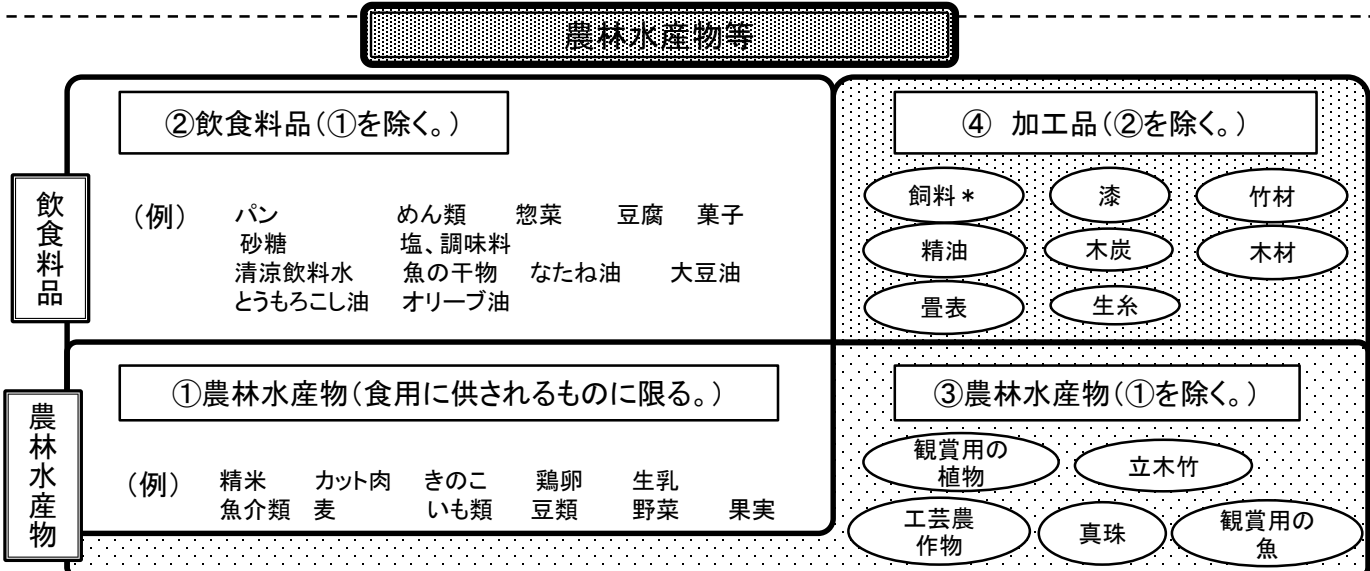 農林水産物等
②飲食料品(①を除く。)
飲食料品
(例) パン めん類 惣菜 豆腐 菓子
砂糖 塩、調味料
清涼飲料水 魚の干物 なたね油 大豆油
とうもろこし油 オリーブ油
④ 加工品(②を除く。)
飼料* 漆 竹材
精油 木炭 木材
畳表 生糸
①農林水産物(食用に供されるものに限る。)
農林水産物
(例) 精米 カット肉 きのこ 鶏卵 生乳
魚介類 麦 いも類 豆類 野菜 果実
③農林水産物(①を除く。)
観賞用の
植物
立木竹
工芸農
作物
真珠
観賞用の
魚